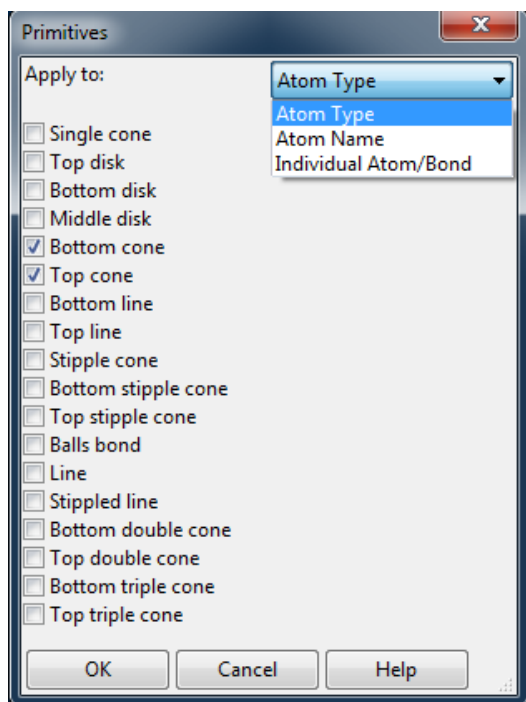 Primitives
Apply to:
Atom Type
Atom Type
Atom Name
Individual Atom/Bond
Single cone
Top disk
Bottom disk
Middle disk
Bottom cone
Top cone
Bottom line
Top line
Stipple cone
Bottom stipple cone
Top stipple cone
Balls bond
Line
Stippled line
Bottom double cone
Top double cone
Bottom triple cone
Top triple cone
OK
Cancel
Help